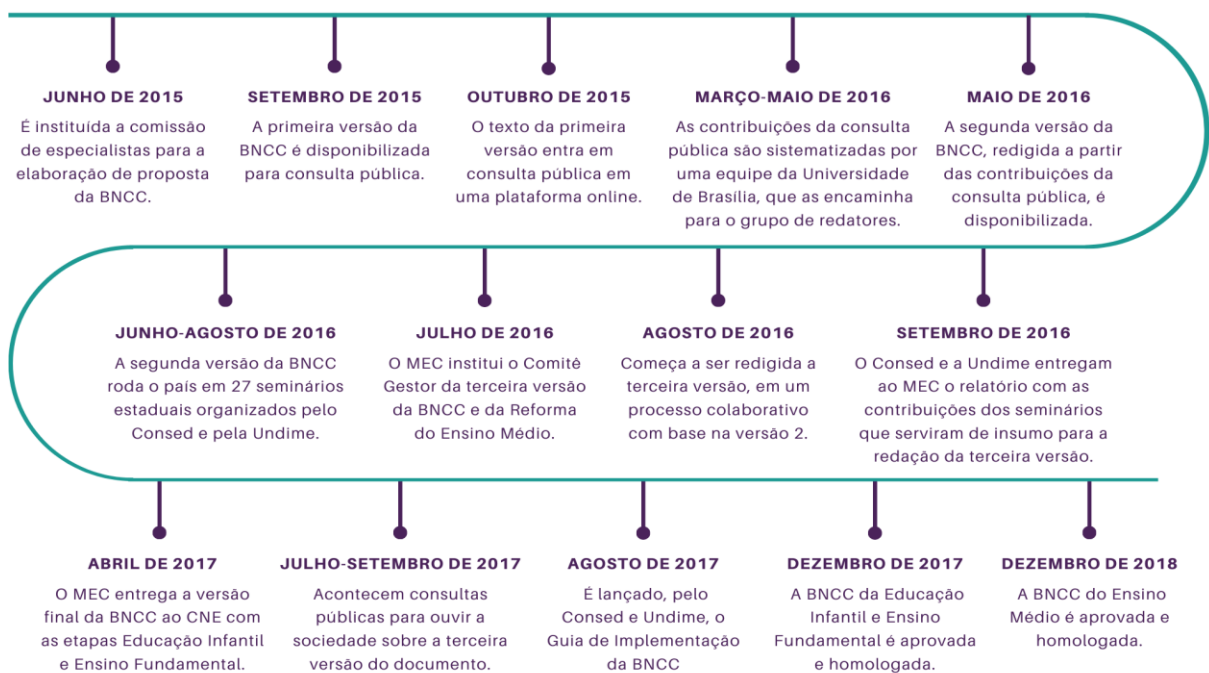 JUNHO DE 2015
É instituída a comissão
de especialistas para a
elaboração de proposta
da BNCC.
SETEMBRO DE 2015
A primeira versão da
BNCC é disponibilizada
para consulta pública.
OUTUBRO DE 2015
O texto da primeira
versão entra em
consulta pública em
uma plataforma online.
MARÇO-MAIO DE 2016
As contribuições da consulta
pública são sistematizadas por
uma equipe da Universidade
de Brasília, que as encaminha
para o grupo de redatores.
MAIO DE 2016
A segunda versão da
BNCC, redigida a partir
das contribuições da
consulta pública, é
disponibilizada.
JUNHO-AGOSTO DE 2016
A segunda versão da BNCC
roda o país em 27 seminários
estaduais organizados pelo
Consed e pela Undime.
JULHO DE 2016
O MEC institui o Comitê
Gestor da terceira versão
da BNCC e da Reforma
do Ensino Médio.
AGOSTO DE 2016
Começa a ser redigida a
terceira versão, em um
processo colaborativo
com base na versão 2.
SETEMBRO DE 2016
O Consed e a Undime entregam
ao MEC o relatório com as
contribuições dos seminários
que serviram de insumo para a
redação da terceira versão.
ABRIL DE 2017
O MEC entrega a versão
final da BNCC ao CNE com
as etapas Educação Infantil
e Ensino Fundamental.
JULHO-SETEMBRO DE 2017
Acontecem consultas
públicas para ouvir a
sociedade sobre a terceira
versão do documento.
AGOSTO DE 2017
É lançado, pelo
Consed e Undime, o
Guia de Implementação
da BNCC
DEZEMBRO DE 2017
A BNCC da Educação
Infantil e Ensino
Fundamental é aprovada
e homologada.
DEZEMBRO DE 2018
A BNCC do Ensino
Médio é aprovada e
homologada.